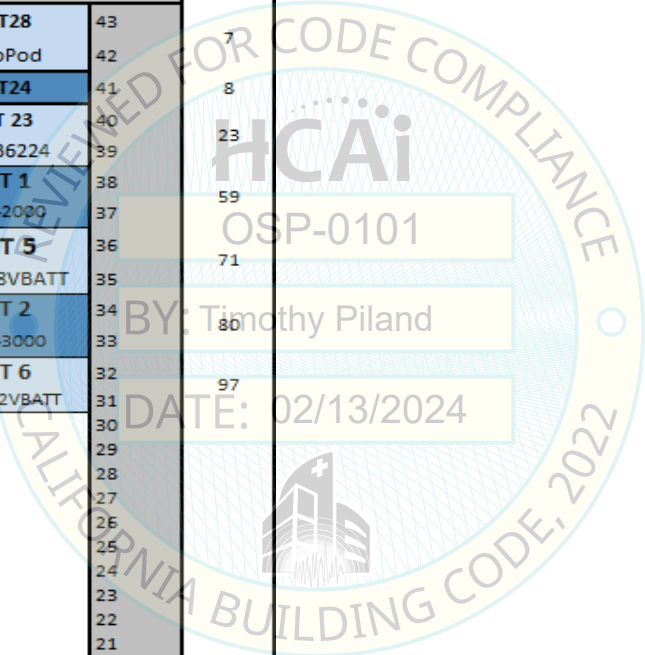 T28 43
oPod 42 7
T24 41 8
T 23 40
36224 39 23
T 1 38
2000 37 59
T 5 36
8VBATT 35 71
T 2 34
3000 33 80
T 6 32
2VBATT 31 97
30
29
28
27
26
25
24
23
22
21
REVIEWED FOR CODE COMPLIANCE
HCAi
OSP-0101
BY: Timothy Piland
DATE: 02/13/2024
CALIFORNIA BUILDING CODE, 2022